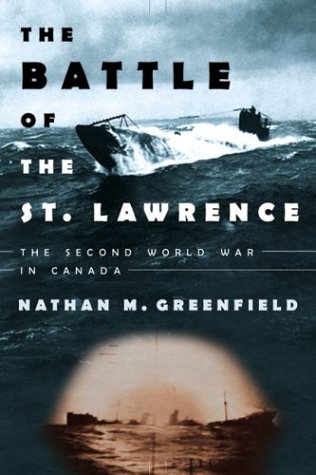 THE
BATTLE
OF
THE
ST. LAWRENCE
THE SECOND WORLD WAR
IN CANADA
NATHAN M. GREENFIELD